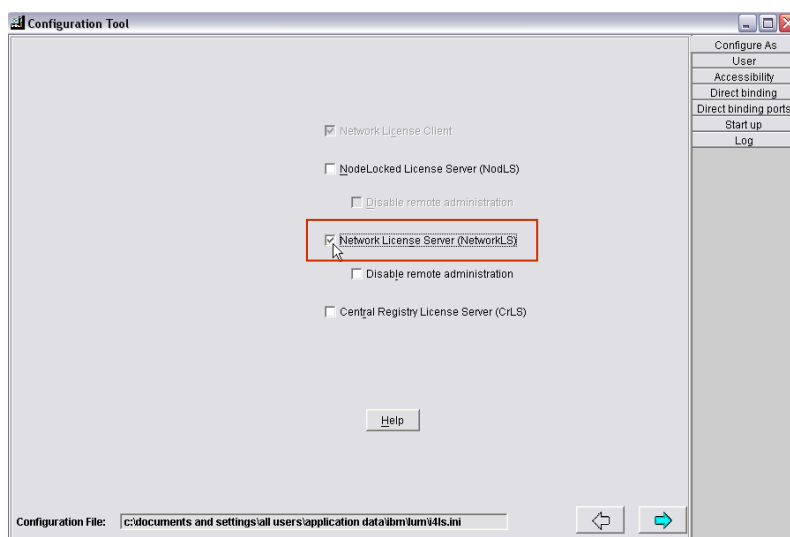 Configuration Tool
Configure As
User
Accessibility
Direct binding
Direct binding ports
Start up
Log
Network License Client
NodeLocked License Server (NodLS)
Disable remote administration
Network License Server (NetworkLS)
Disable remote administration
Central Registry License Server (CrLS)
Help
Configuration File: c:\documents and settings\all users\application data\ibm\lum\i4ls.ini